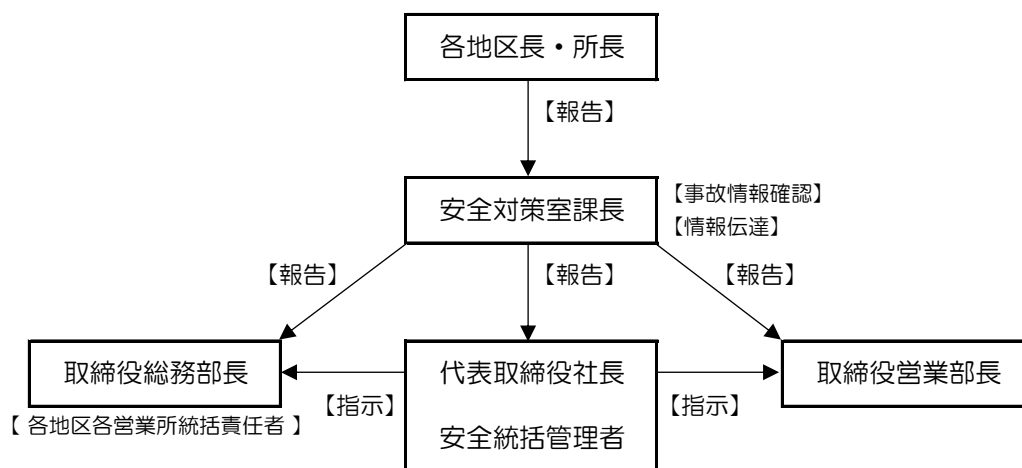 各地区長・所長
【報告】
安全対策室課長
【事故情報確認】
【情報伝達】
【報告】
【報告】
【報告】
取締役総務部長
代表取締役社長
取締役営業部長
【指示】
【指示】
【 各地区各営業所統括責任者 】
安全統括管理者